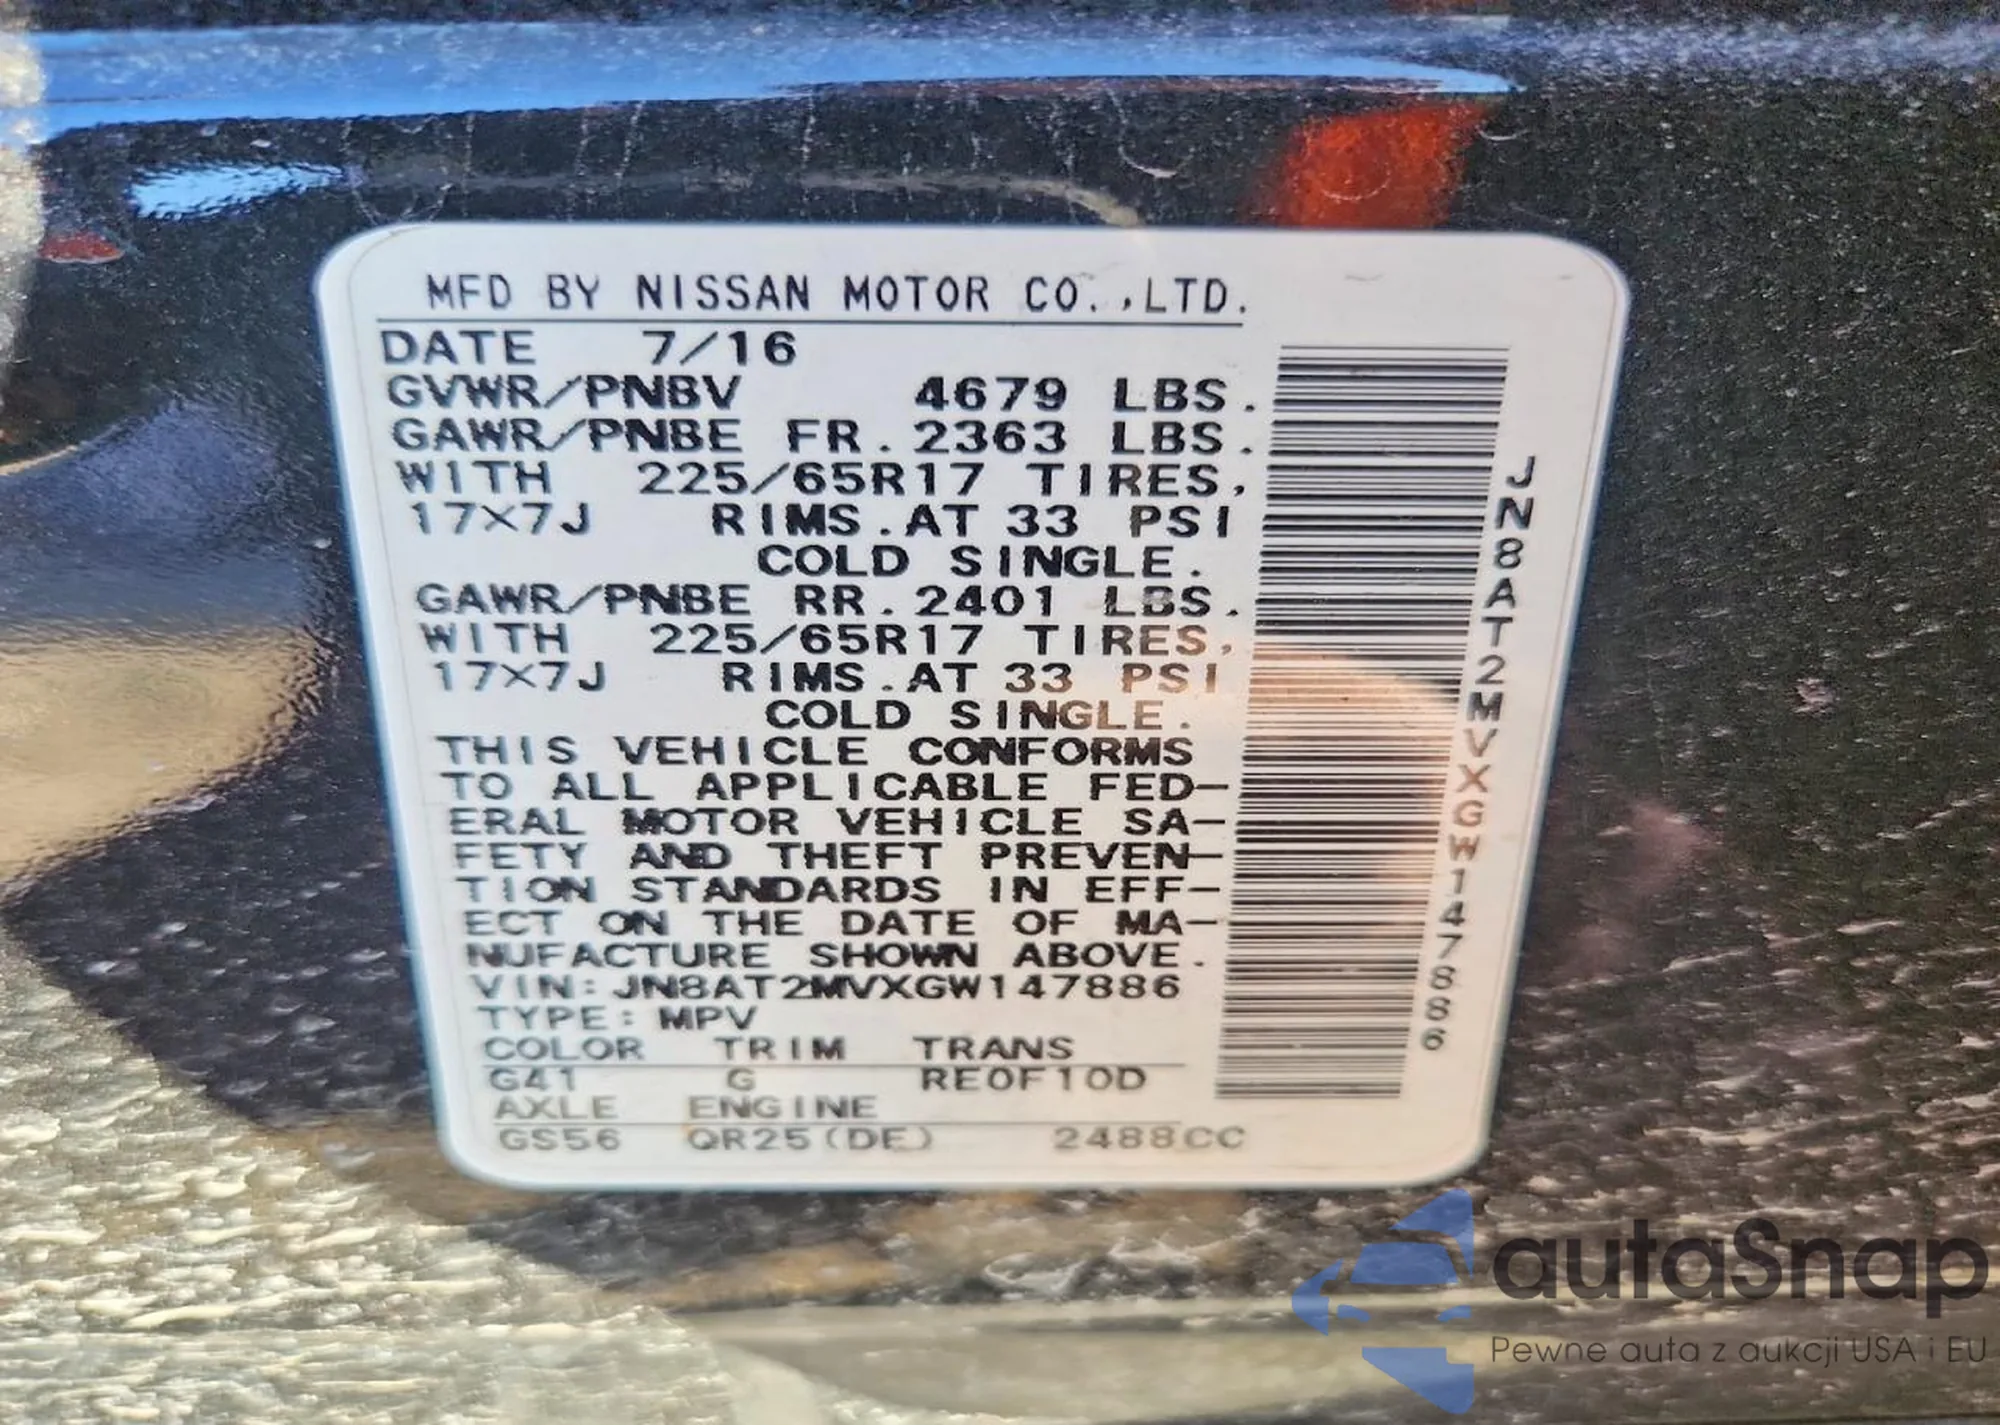 MFD BY NISSAN MOTOR CO.,LTD.
DATE 7/16
GVWR/PNBV 4679 LBS.
GAWR/PNBE FR.2363 LBS.
WITH 225/65R17 TIRES,
17X7J RIMS.AT 33 PSI
COLD SINGLE.
GAWR/PNBE RR.2401 LBS.
WITH 225/65R17 TIRES,
17X7J RIMS.AT 33 PSI
COLD SINGLE.
THIS VEHICLE CONFORMS
TO ALL APPLICABLE FED-
ERAL MOTOR VEHICLE SA-
FETY AND THEFT PREVEN-
TION STANDARDS IN EFF-
ECT ON THE DATE OF MA-
NUFACTURE SHOWN ABOVE.
VIN:JN8AT2MVXGW147886
TYPE:MPV
COLOR TRIM TRANS
G41 G RE0F10D
AXLE ENGINE
GS56 QR25(DE) 2488CC
JN8AT2MVXGW147886
autaSnap
Pewne auta z aukcji USA i EU